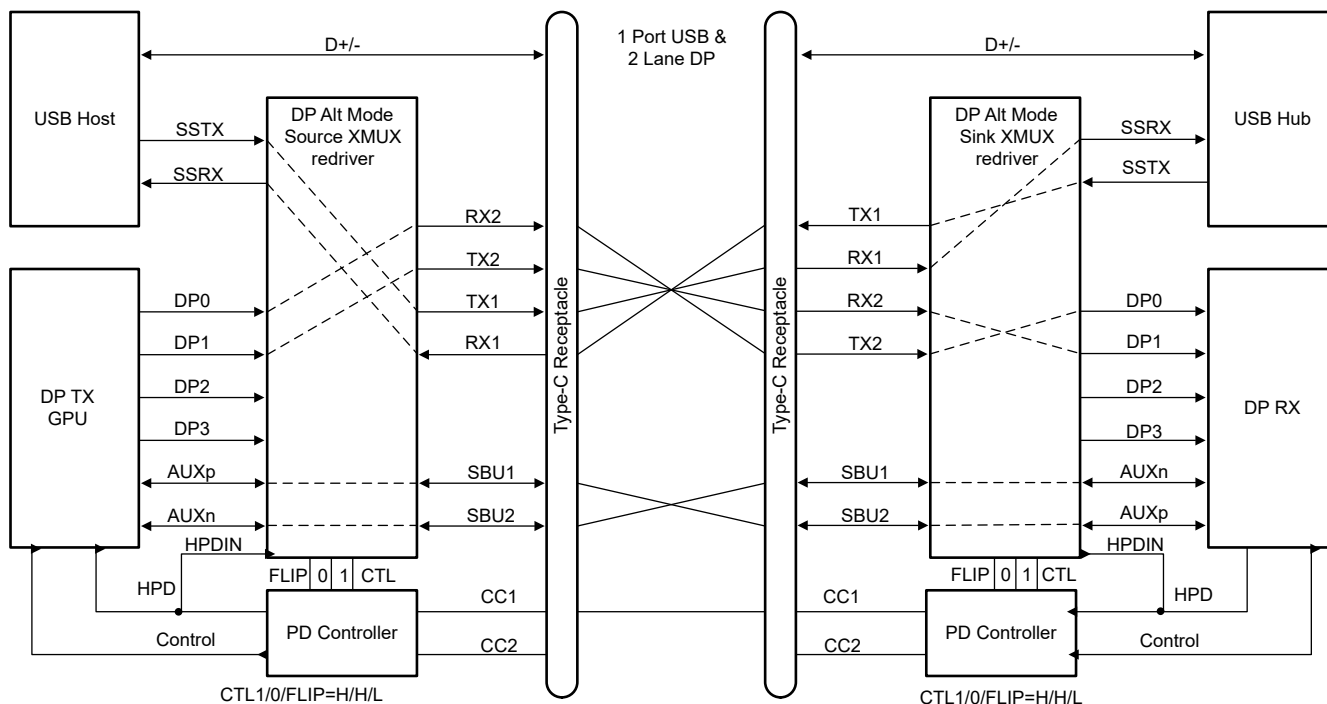 D+/-
1 Port USB &
2 Lane DP
D+/-
USB Host
DP Alt Mode
Source XMUX
redriver
DP Alt Mode
Sink XMUX
redriver
USB Hub
SSTX
SSRX
SSRX
SSTX
RX2
TX2
TX1
RX1
TX1
RX1
RX2
TX2
Type-C Receptacle
Type-C Receptacle
DP TX
GPU
DP0
DP1
DP2
DP3
AUXp
AUXn
SBU1
SBU2
SBU1
SBU2
DP0
DP1
DP2
DP3
AUXn
AUXp
DP RX
HPDIN
HPD
Control
FLIP 0 1 CTL
PD Controller
CC1
CC2
CC1
CC2
FLIP 0 1 CTL
PD Controller
HPDIN
HPD
Control
CTL1/0/FLIP=H/H/L
CTL1/0/FLIP=H/H/L